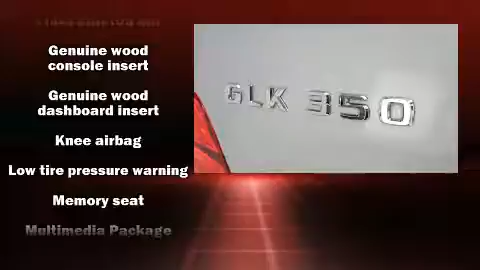 Genuine wood
console insert
Genuine wood
dashboard insert
Knee airbag
Low tire pressure warning
Memory seat
Multimedia Package
GLK 350